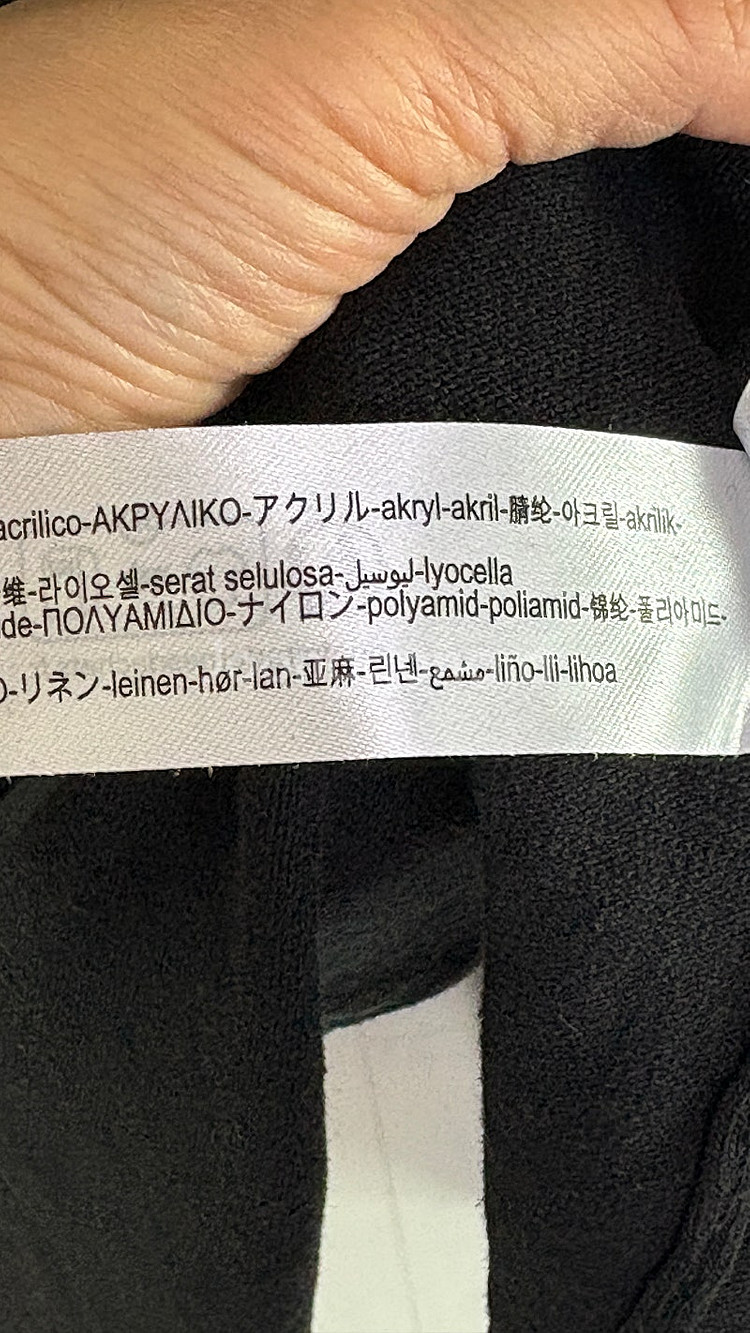 acrilico-ΑΚΡΥΛΙΚΟ-アクリル-akryl-akril-腈纶-아크릴-akrilik-
维-라이오셀-serat selulosa-ليوسيل-lyocella
de-ΠΟΛΥΑΜΙΔΙΟ-ナイロン-polyamid-poliamid-锦纶-폴리아미드-
O-リネン-leinen-hør-lan-亚麻-린넨-مشمع-liño-lli-lihoa